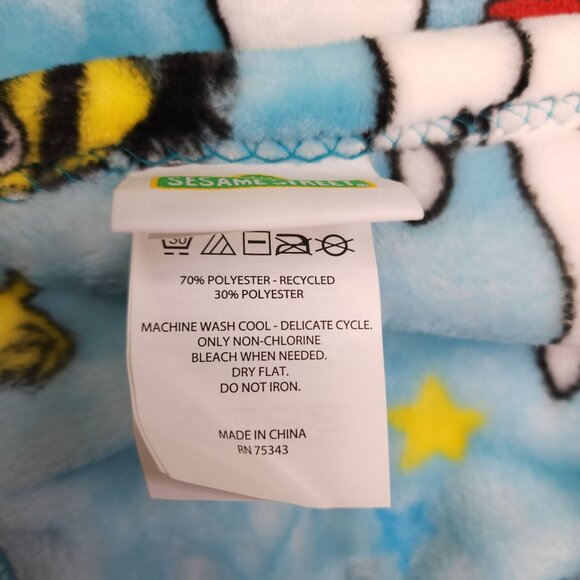 SESAME STREET
30
70% POLYESTER - RECYCLED
30% POLYESTER
MACHINE WASH COOL - DELICATE CYCLE.
ONLY NON-CHLORINE
BLEACH WHEN NEEDED.
DRY FLAT.
DO NOT IRON.
MADE IN CHINA
RN 75343